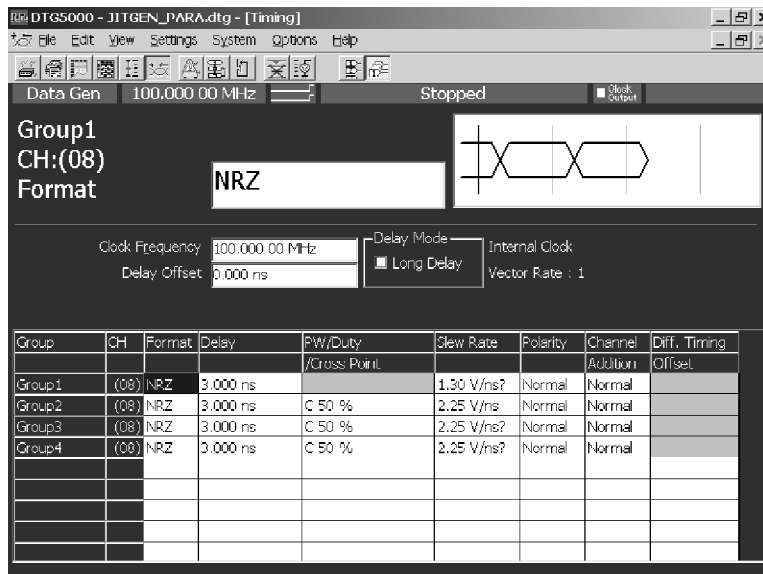 DTG5000 - JITGEN_PARA.dtg - [Timing]
File Edit View Settings System Options Help
Data Gen 100.000 00 MHz Stopped Clock Output
Group1
CH:(08)
Format NRZ
Clock Frequency 100.000 00 MHz Delay Mode Internal Clock
Delay Offset 0.000 ns Long Delay Vector Rate : 1
Group CH Format Delay PW/Duty Slew Rate Polarity Channel Diff. Timing
/Cross Point Addition Offset
Group1 (08) NRZ 3.000 ns 1.30 V/ns? Normal Normal
Group2 (08) NRZ 3.000 ns C 50 % 2.25 V/ns Normal Normal
Group3 (08) NRZ 3.000 ns C 50 % 2.25 V/ns? Normal Normal
Group4 (08) NRZ 3.000 ns C 50 % 2.25 V/ns? Normal Normal